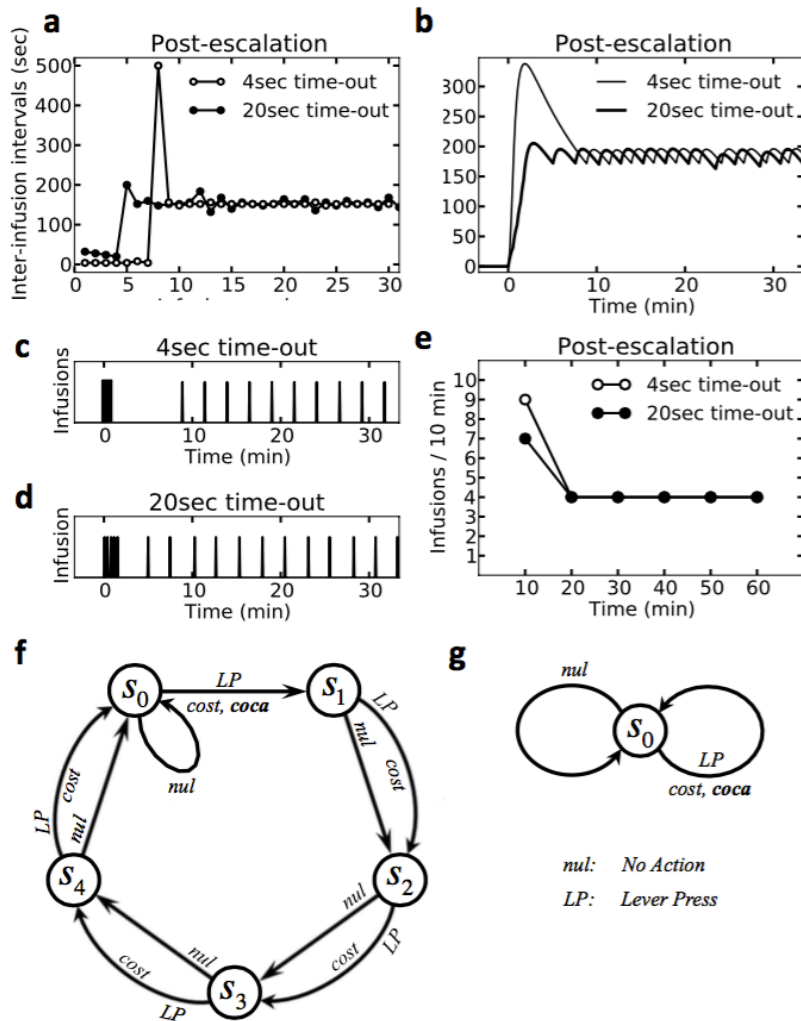 a
Post-escalation
Inter-infusion intervals (sec)
500
400
300
200
100
0
4sec time-out
20sec time-out
0 5 10 15 20 25 30
b
Post-escalation
300
250
200
150
100
50
0
4sec time-out
20sec time-out
0 10 20 30
Time (min)
c
4sec time-out
Infusions
0 10 20 30
Time (min)
d
20sec time-out
Infusion
0 10 20 30
Time (min)
e
Post-escalation
Infusions / 10 min
10
9
8
7
6
5
4
3
2
1
4sec time-out
20sec time-out
10 20 30 40 50 60
Time (min)
f
S0
LP
cost, coca
S1
nul
LP
nul
cost
S2
nul
LP
cost
S3
nul
cost
LP
S4
LP
cost
nul
g
nul
S0
LP
cost, coca
nul: No Action
LP: Lever Press